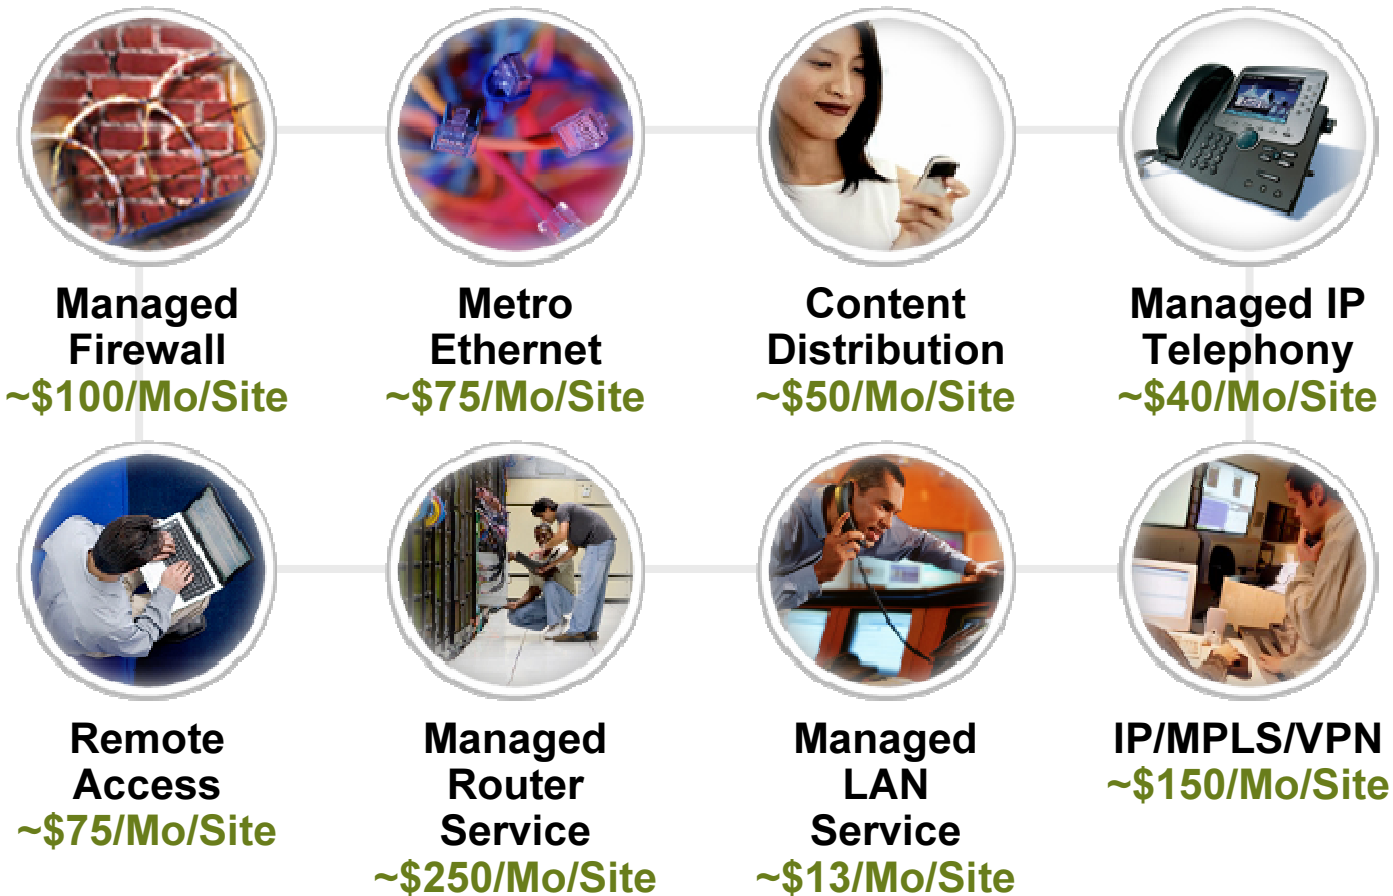 Managed
Firewall
~$100/Mo/Site
Metro
Ethernet
~$75/Mo/Site
Content
Distribution
~$50/Mo/Site
Managed IP
Telephony
~$40/Mo/Site
Remote
Access
~$75/Mo/Site
Managed
Router
Service
~$250/Mo/Site
Managed
LAN
Service
~$13/Mo/Site
IP/MPLS/VPN
~$150/Mo/Site